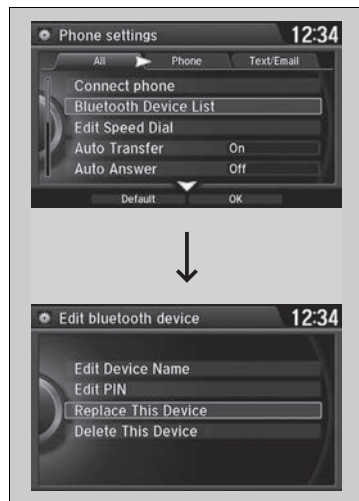 Phone settings 12:34
All Phone Text/Email
Connect phone
Bluetooth Device List
Edit Speed Dial
Auto Transfer On
Auto Answer Off
Default OK
Edit bluetooth device 12:34
Edit Device Name
Edit PIN
Replace This Device
Delete This Device